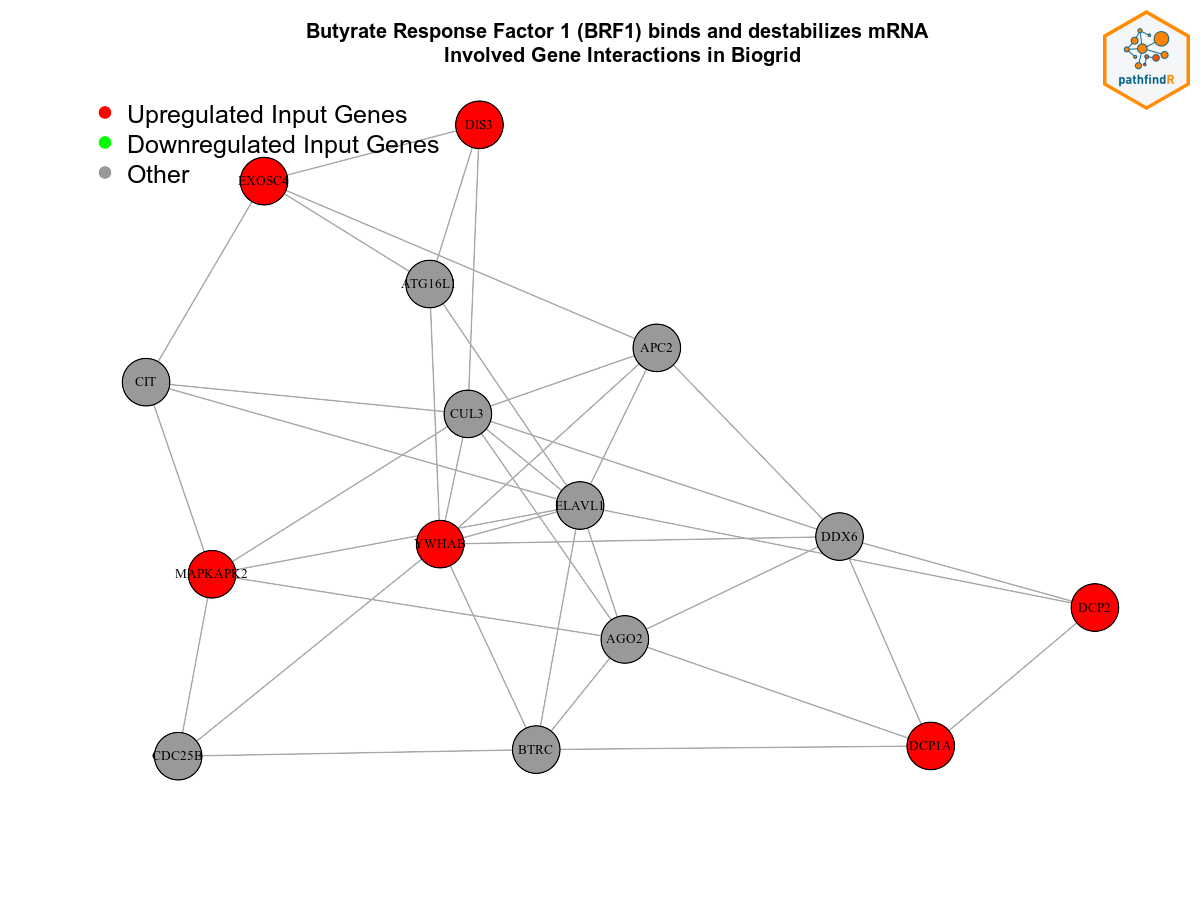 Butyrate Response Factor 1 (BRF1) binds and destabilizes mRNA
Involved Gene Interactions in Biogrid
pathfindR
Upregulated Input Genes
Downregulated Input Genes
Other
DIS3
EXOSC4
ATG16L1
APC2
CIT
CUL3
ELAVL1
DDX6
YWHAB
MAPKAPK2
DCP2
AGO2
DCP1A
BTRC
CDC25B